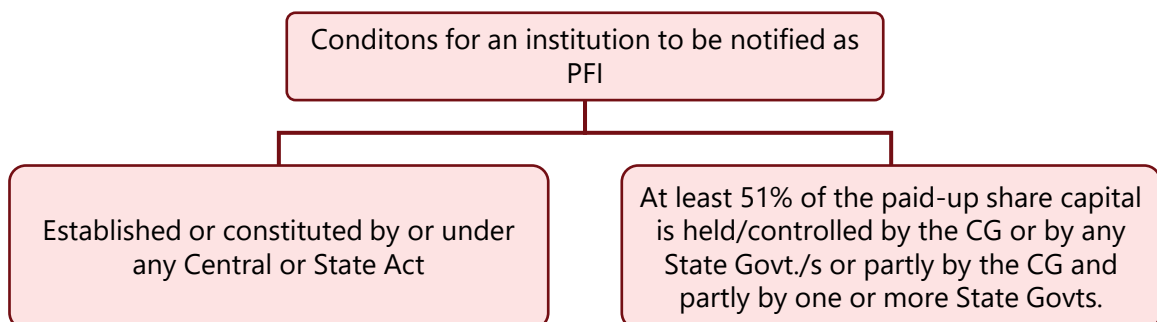 Conditons for an institution to be notified as
PFI
Established or constituted by or under
any Central or State Act
At least 51% of the paid-up share capital
is held/controlled by the CG or by any
State Govt./s or partly by the CG and
partly by one or more State Govts.